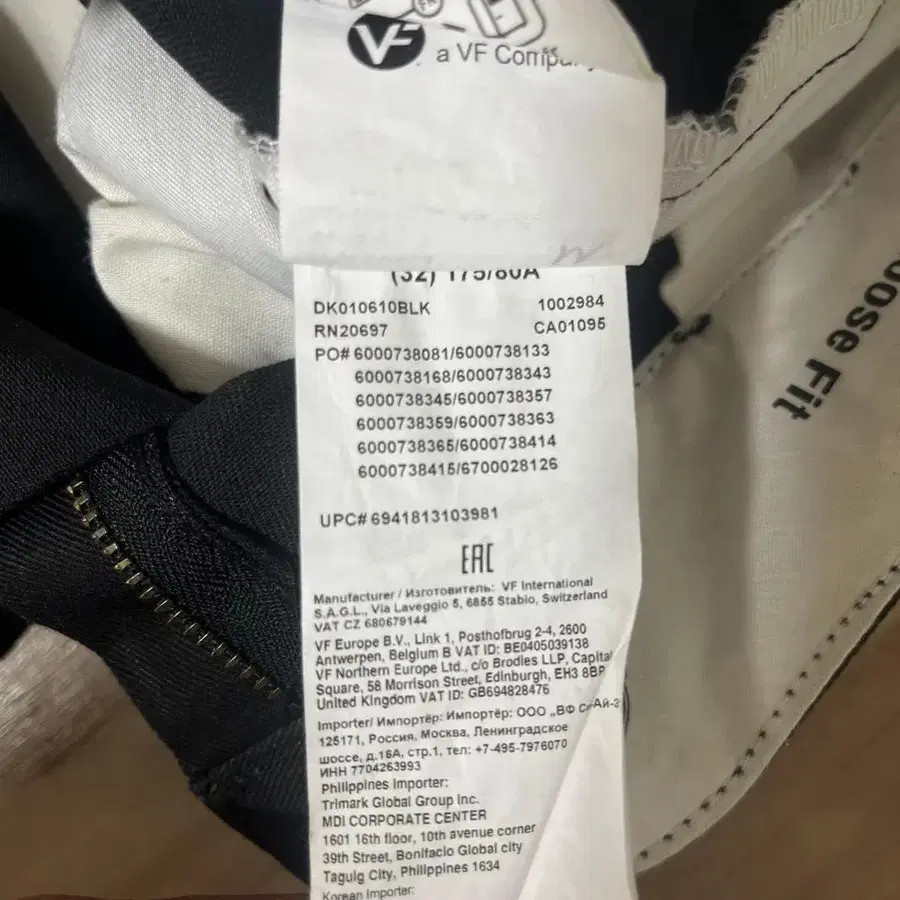 VF
a VF Company
(32) 175/80A
DK010610BLK 1002984
RN20697 CA01095
PO# 6000738081/6000738133
6000738168/6000738343
6000738345/6000738357
6000738359/6000738363
6000738365/6000738414
6000738415/6700028126
UPC# 6941813103981
EAC
Manufacturer / Изготовитель: VF International
S.A.G.L., Via Laveggio 5, 6855 Stabio, Switzerland
VAT CZ 680679144
VF Europe B.V., Link 1, Posthofbrug 2-4, 2600
Antwerpen, Belgium B VAT ID: BE0405039138
VF Northern Europe Ltd., c/o Brodies LLP, Capital
Square, 58 Morrison Street, Edinburgh, EH3 8BP
United Kingdom VAT ID: GB694828476
Importer/ Импортёр: Импортёр: ООО „ВФ
125171, Россия, Москва, Ленинградское
шоссе, д.16А, стр.1, тел: +7-495-7976070
ИНН 7704263993
Philippines Importer:
Trimark Global Group Inc.
MDI CORPORATE CENTER
1601 16th floor, 10th avenue corner
39th Street, Bonifacio Global city
Taguig City, Philippines 1634
Korean Importer:
Loose Fit